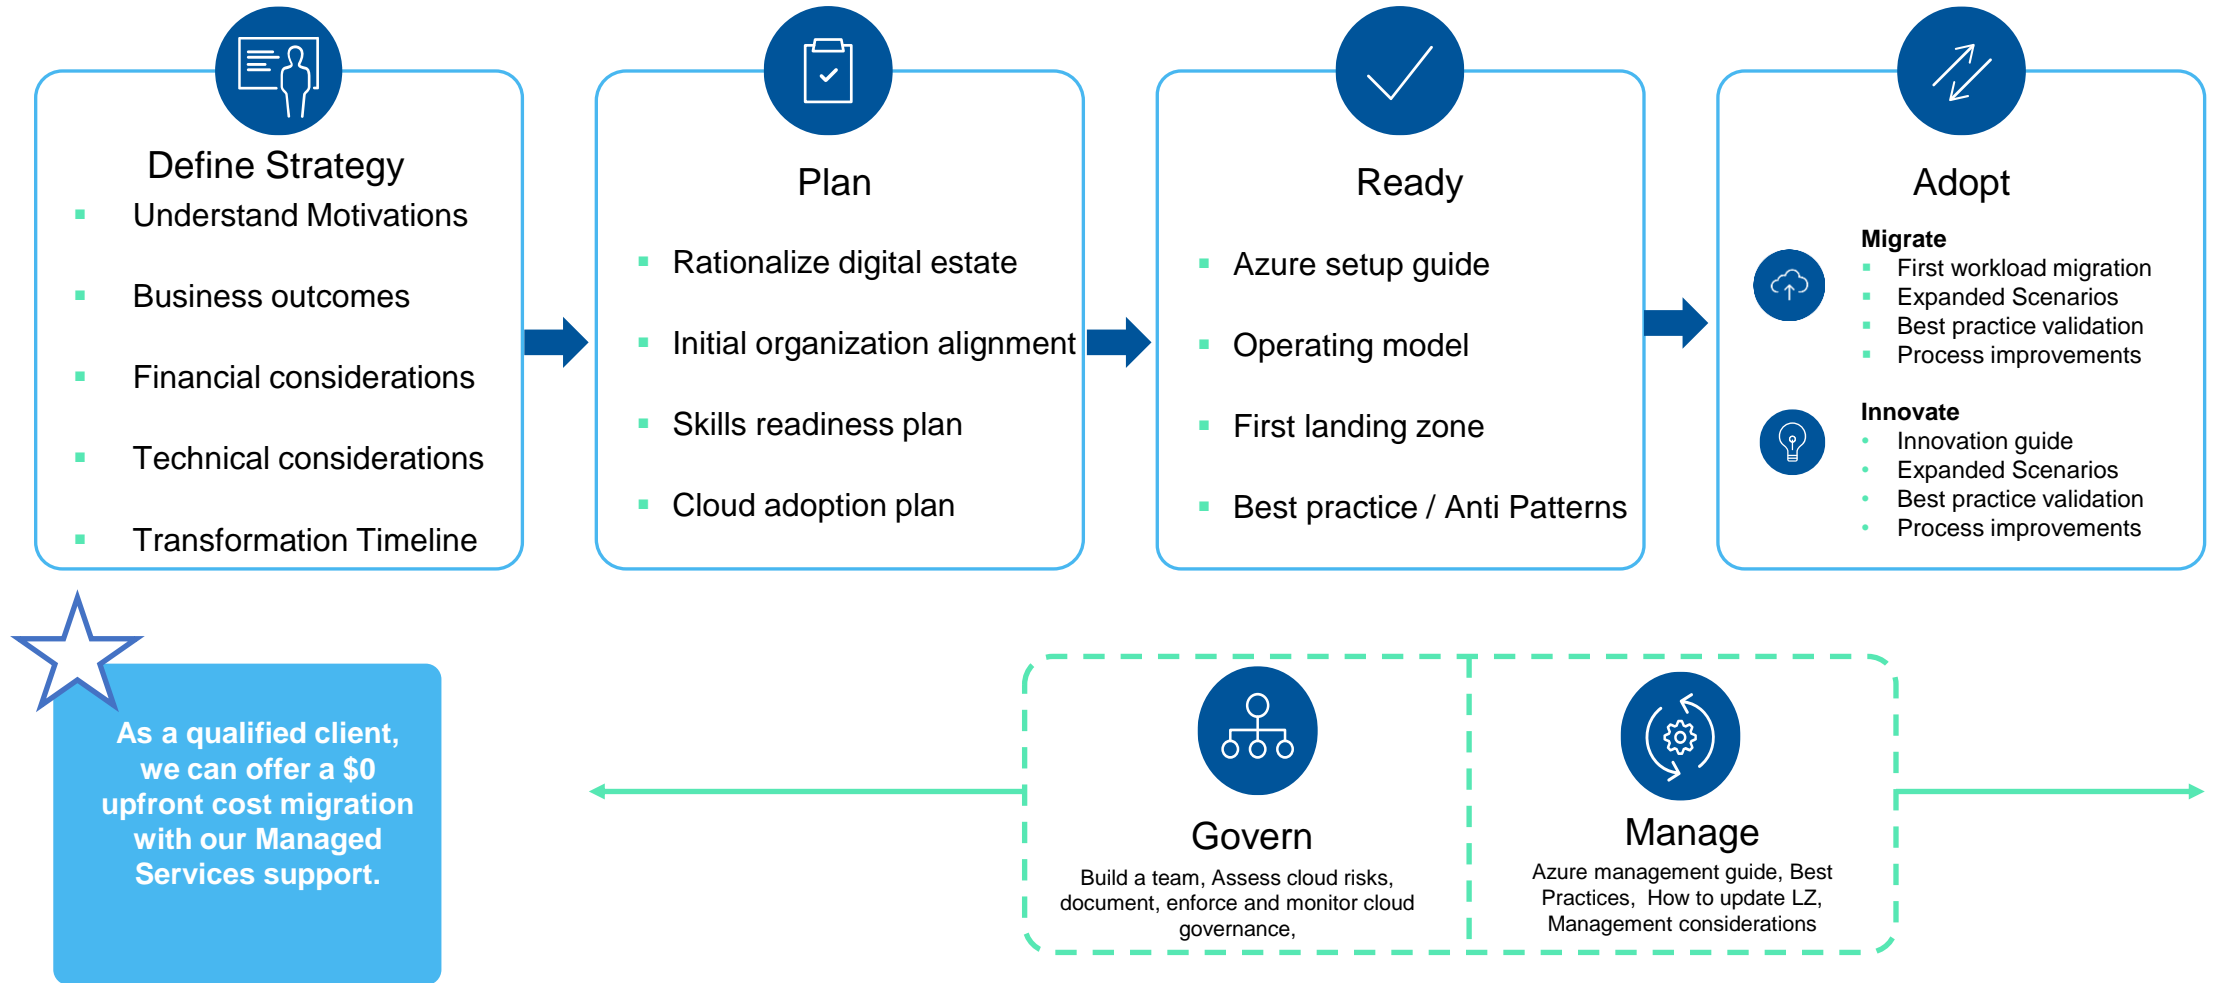 Define Strategy
Understand Motivations
Business outcomes
Financial considerations
Technical considerations
Transformation Timeline
Plan
Rationalize digital estate
Initial organization alignment
Skills readiness plan
Cloud adoption plan
Ready
Azure setup guide
Operating model
First landing zone
Best practice / Anti Patterns
Adopt
Migrate
First workload migration
Expanded Scenarios
Best practice validation
Process improvements
Innovate
Innovation guide
Expanded Scenarios
Best practice validation
Process improvements
As a qualified client,
we can offer a $0
upfront cost migration
with our Managed
Services support.
Govern
Build a team, Assess cloud risks,
document, enforce and monitor cloud
governance,
Manage
Azure management guide, Best
Practices,  How to update LZ,
Management considerations